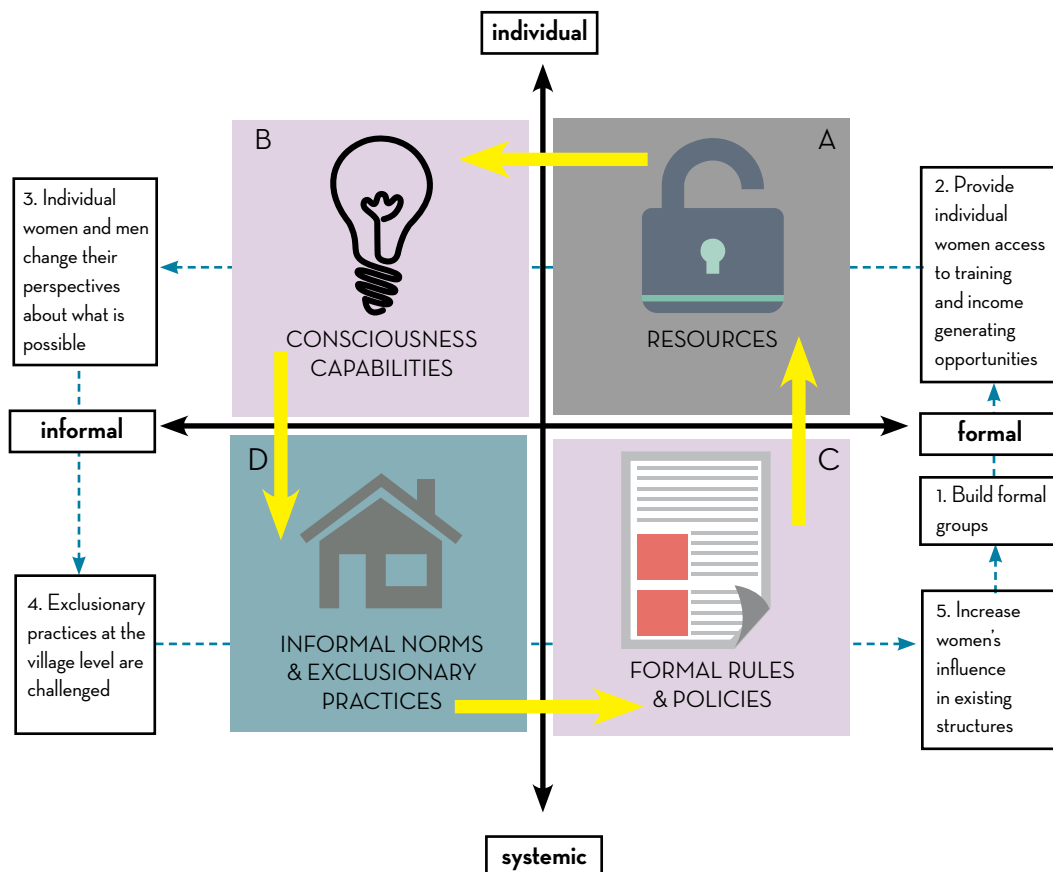 individual
B
A
3. Individual
women and men
change their
perspectives
about what is
possible
CONSCIOUSNESS
CAPABILITIES
RESOURCES
2. Provide
individual
women access
to training
and income
generating
opportunities
informal
formal
D
C
1. Build formal
groups
4. Exclusionary
practices at the
village level are
challenged
INFORMAL NORMS
& EXCLUSIONARY
PRACTICES
FORMAL RULES
& POLICIES
5. Increase
women’s
influence
in existing
structures
systemic